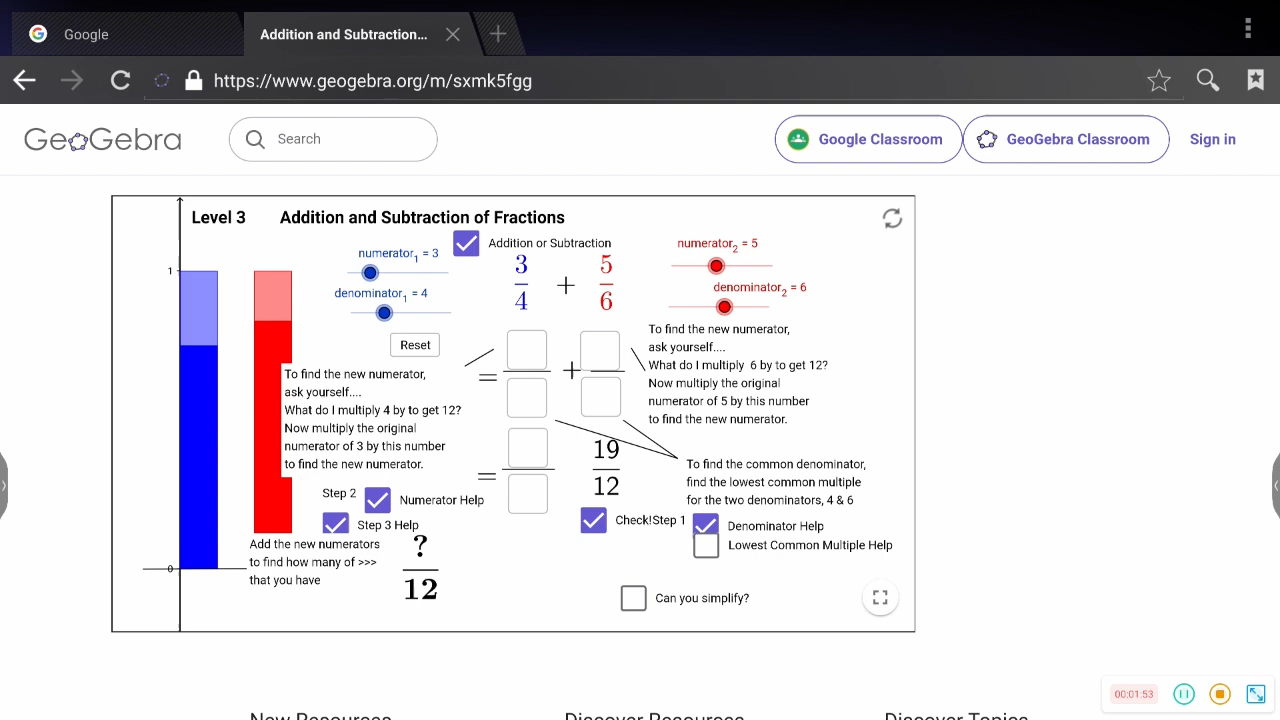 Google
Addition and Subtraction...
https://www.geogebra.org/m/sxmk5fgg
GeoGebra
Search
Google Classroom
GeoGebra Classroom
Sign in
Level 3
Addition and Subtraction of Fractions
Addition or Subtraction
numerator₁ = 3
denominator₁ = 4
numerator₂ = 5
denominator₂ = 6
3/4 + 5/6
Reset
1
To find the new numerator,
ask yourself....
What do I multiply 4 by to get 12?
Now multiply the original
numerator of 3 by this number
to find the new numerator.
= +
To find the new numerator,
ask yourself....
What do I multiply  6 by to get 12?
Now multiply the original
numerator of 5 by this number
to find the new numerator.
=
19/12
To find the common denominator,
find the lowest common multiple
for the two denominators, 4 & 6
Step 2
Numerator Help
Step 3 Help
Check!
Step 1
Denominator Help
Lowest Common Multiple Help
Add the new numerators
to find how many of >>>
that you have
?/12
0
Can you simplify?
00:01:53
New Resources
Discover Resources
Discover Topics